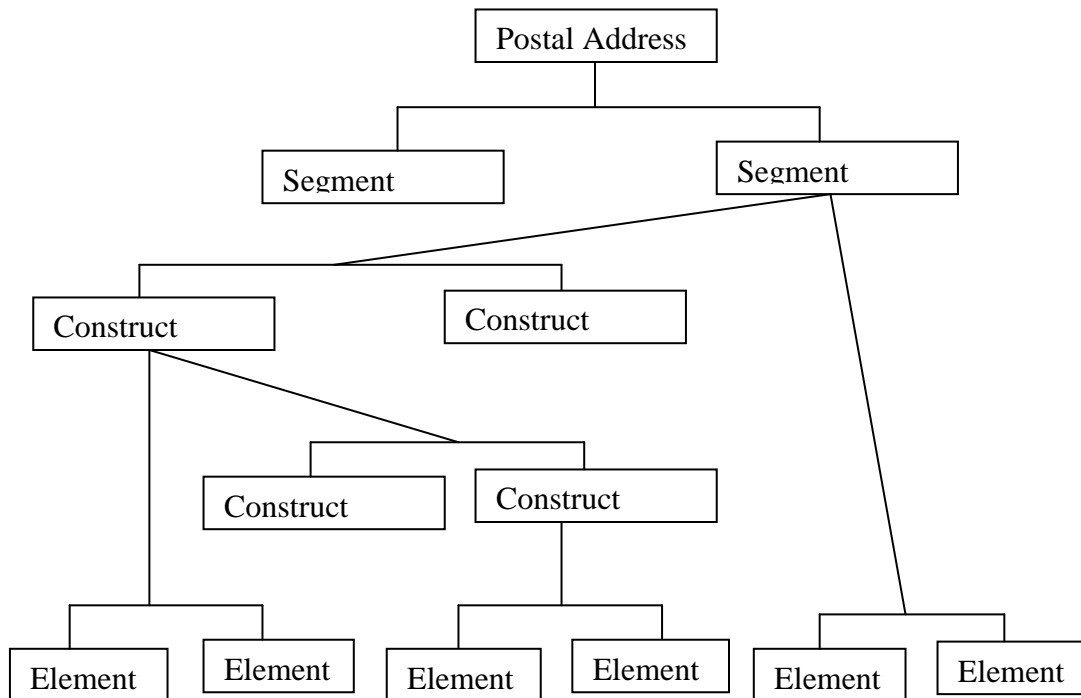 Postal Address
Segment
Segment
Construct
Construct
Construct
Construct
Element
Element
Element
Element
Element
Element